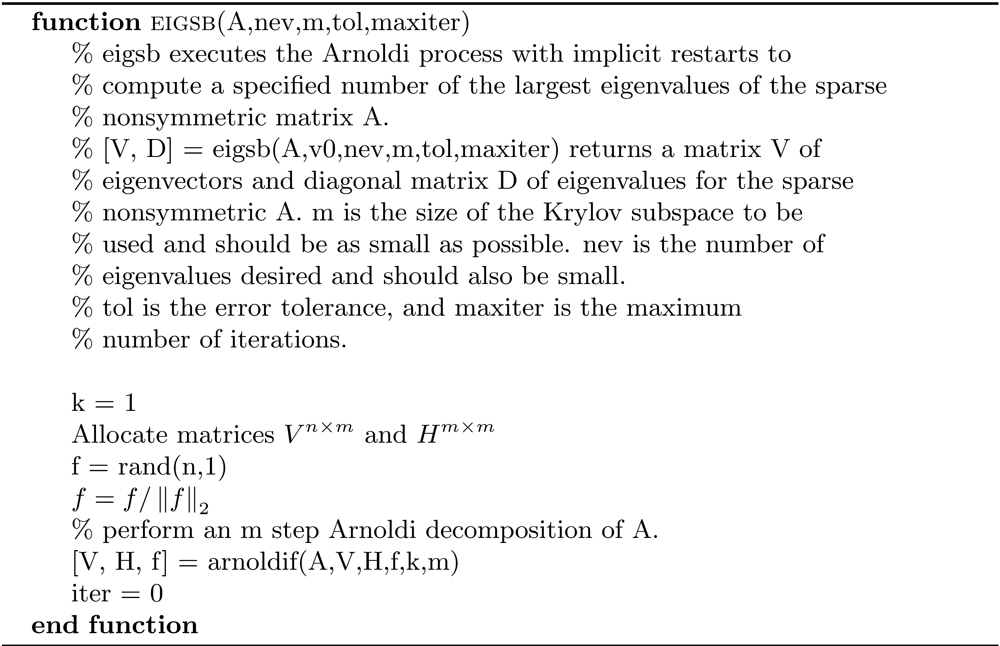 function EIGSB(A,nev,m,tol,maxiter)
% eigsb executes the Arnoldi process with implicit restarts to
% compute a specified number of the largest eigenvalues of the sparse
% nonsymmetric matrix A.
% [V, D] = eigsb(A,v0,nev,m,tol,maxiter) returns a matrix V of
% eigenvectors and diagonal matrix D of eigenvalues for the sparse
% nonsymmetric A. m is the size of the Krylov subspace to be
% used and should be as small as possible. nev is the number of
% eigenvalues desired and should also be small.
% tol is the error tolerance, and maxiter is the maximum
% number of iterations.
k = 1
Allocate matrices $V^{n \times m}$ and $H^{m \times m}$
f = rand(n,1)
$f = f / \|f\|_2$
% perform an m step Arnoldi decomposition of A.
[V, H, f] = arnoldif(A,V,H,f,k,m)
iter = 0
end function